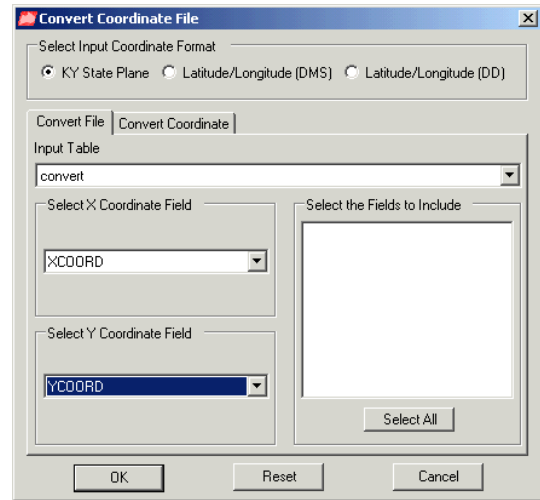 Convert Coordinate File
Select Input Coordinate Format
KY State Plane Latitude/Longitude (DMS) Latitude/Longitude (DD)
Convert File Convert Coordinate
Input Table
convert
Select X Coordinate Field
XCOORD
Select the Fields to Include
Select Y Coordinate Field
YCOORD
Select All
OK Reset Cancel